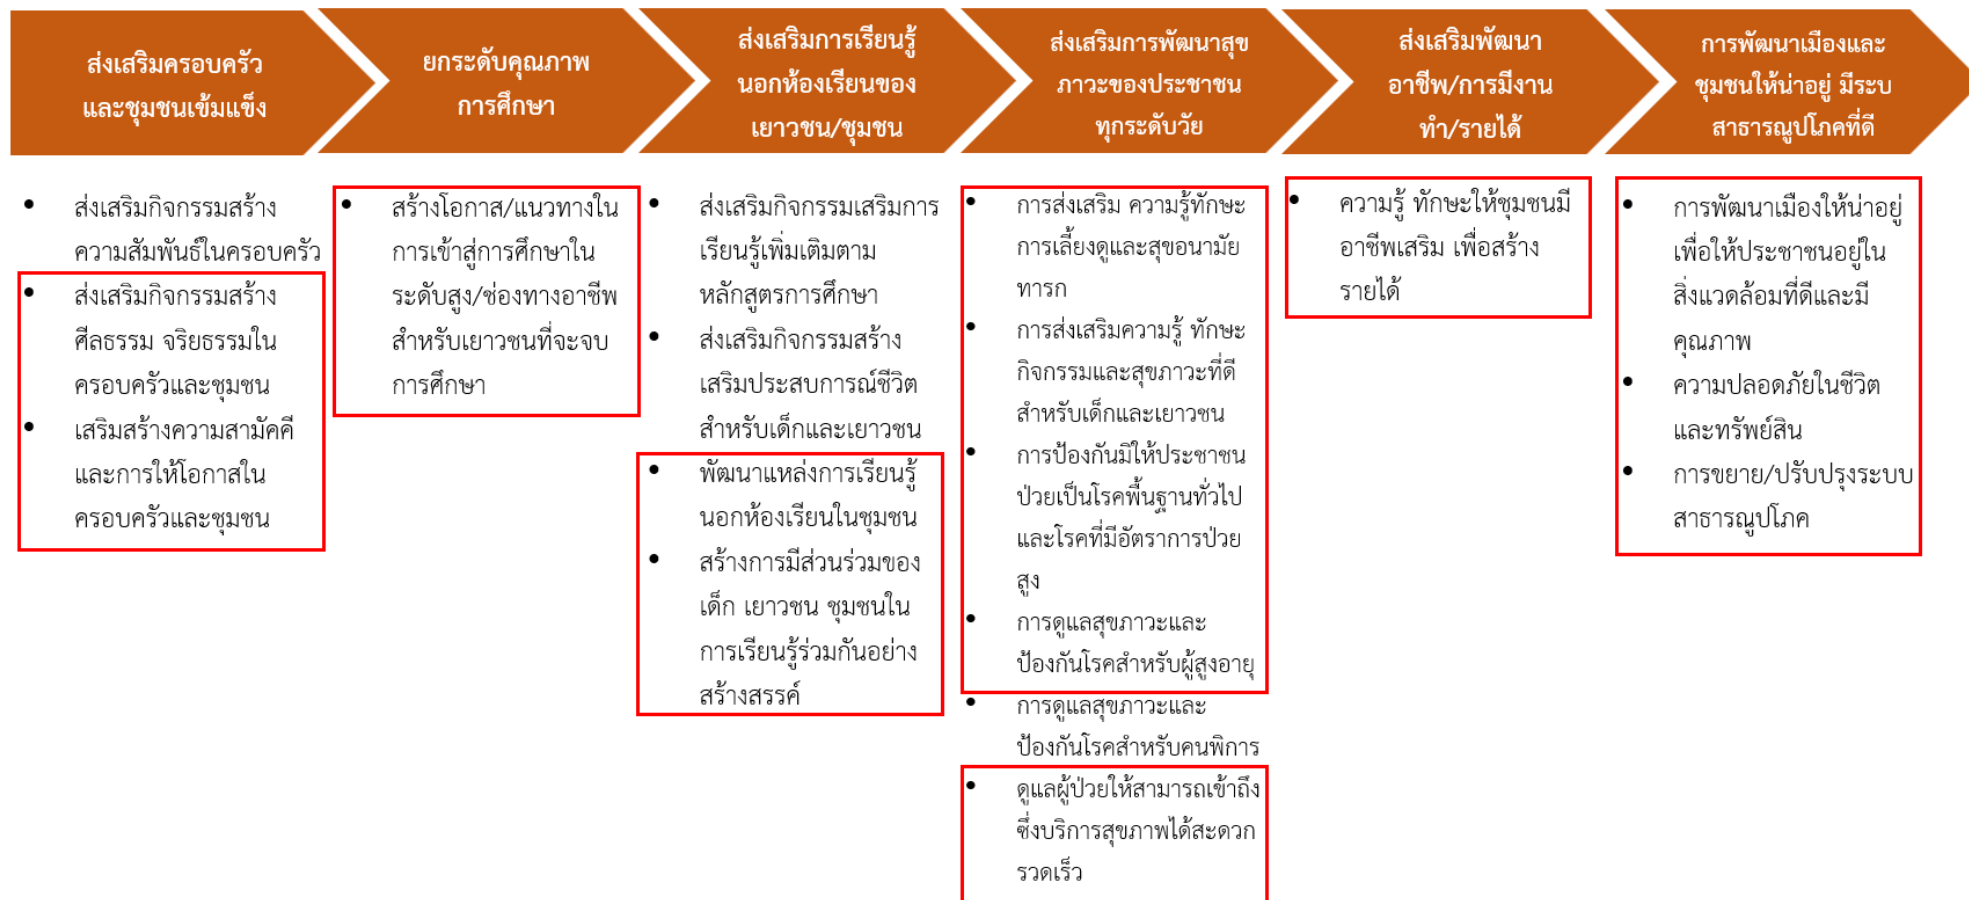 ส่งเสริมครอบครัว
และชุมชนเข้มแข็ง
ยกระดับคุณภาพ
การศึกษา
ส่งเสริมการเรียนรู้
นอกห้องเรียนของ
เยาวชน/ชุมชน
ส่งเสริมการพัฒนาสุข
ภาวะของประชาชน
ทุกระดับวัย
ส่งเสริมพัฒนา
อาชีพ/การมีงาน
ทำ/รายได้
การพัฒนาเมืองและ
ชุมชนให้น่าอยู่ มีระบ
สาธารณูปโภคที่ดี
• ส่งเสริมกิจกรรมสร้าง
ความสัมพันธ์ในครอบครัว
• ส่งเสริมกิจกรรมสร้าง
ศีลธรรม จริยธรรมใน
ครอบครัวและชุมชน
• เสริมสร้างความสามัคคี
และการให้โอกาสใน
ครอบครัวและชุมชน
• สร้างโอกาส/แนวทางใน
การเข้าสู่การศึกษาใน
ระดับสูง/ช่องทางอาชีพ
สำหรับเยาวชนที่จะจบ
การศึกษา
• ส่งเสริมกิจกรรมเสริมการ
เรียนรู้เพิ่มเติมตาม
หลักสูตรการศึกษา
• ส่งเสริมกิจกรรมสร้าง
เสริมประสบการณ์ชีวิต
สำหรับเด็กและเยาวชน
• พัฒนาแหล่งการเรียนรู้
นอกห้องเรียนในชุมชน
• สร้างการมีส่วนร่วมของ
เด็ก เยาวชน ชุมชนใน
การเรียนรู้ร่วมกันอย่าง
สร้างสรรค์
• การส่งเสริม ความรู้ทักษะ
การเลี้ยงดูและสุขอนามัย
ทารก
• การส่งเสริมความรู้ ทักษะ
กิจกรรมและสุขภาวะที่ดี
สำหรับเด็กและเยาวชน
• การป้องกันมิให้ประชาชน
ป่วยเป็นโรคพื้นฐานทั่วไป
และโรคที่มีอัตราการป่วย
สูง
• การดูแลสุขภาวะและ
ป้องกันโรคสำหรับผู้สูงอายุ
• การดูแลสุขภาวะและ
ป้องกันโรคสำหรับคนพิการ
• ดูแลผู้ป่วยให้สามารถเข้าถึง
ซึ่งบริการสุขภาพได้สะดวก
รวดเร็ว
• ความรู้ ทักษะให้ชุมชนมี
อาชีพเสริม เพื่อสร้าง
รายได้
• การพัฒนาเมืองให้น่าอยู่
เพื่อให้ประชาชนอยู่ใน
สิ่งแวดล้อมที่ดีและมี
คุณภาพ
• ความปลอดภัยในชีวิต
และทรัพย์สิน
• การขยาย/ปรับปรุงระบบ
สาธารณูปโภค